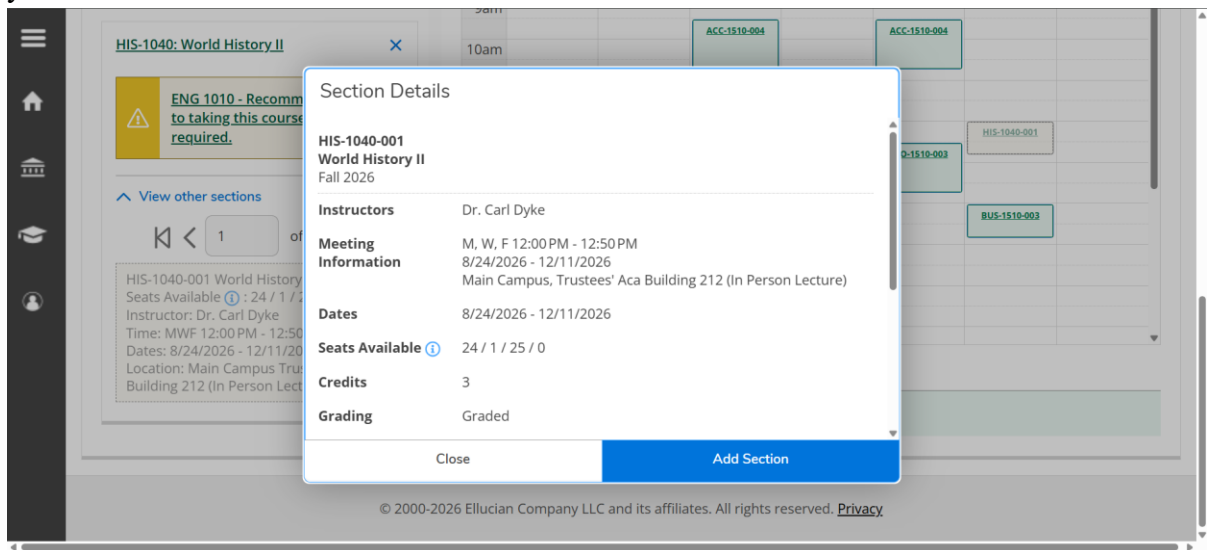 9am
HIS-1040: World History II
10am
ACC-1510-004
ACC-1510-004
ENG 1010 - Recomm
to taking this course
required.
View other sections
1
of
HIS-1040-001 World History
Seats Available : 24 / 1 / 2
Instructor: Dr. Carl Dyke
Time: MWF 12:00 PM - 12:50
Dates: 8/24/2026 - 12/11/20
Location: Main Campus Trus
Building 212 (In Person Lect
Section Details
HIS-1040-001
World History II
Fall 2026
Instructors Dr. Carl Dyke
Meeting Information M, W, F 12:00 PM - 12:50 PM
8/24/2026 - 12/11/2026
Main Campus, Trustees' Aca Building 212 (In Person Lecture)
Dates 8/24/2026 - 12/11/2026
Seats Available 24 / 1 / 25 / 0
Credits 3
Grading Graded
Close
Add Section
HIS-1040-001
O-1510-003
BUS-1510-003
© 2000-2026 Ellucian Company LLC and its affiliates. All rights reserved. Privacy